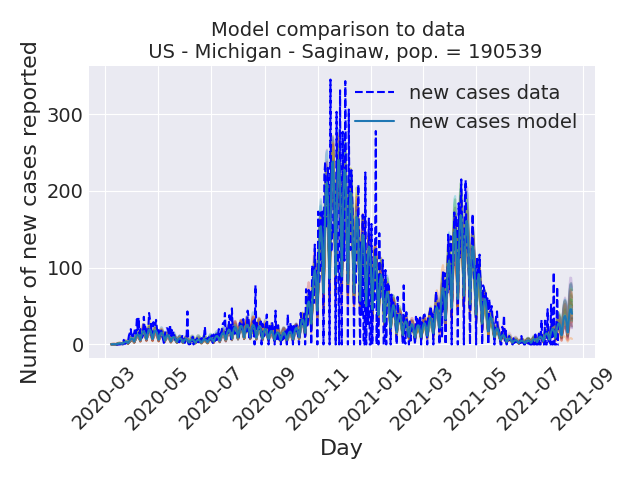 Model comparison to data
US - Michigan - Saginaw, pop. = 190539
Number of new cases reported
300
200
100
0
new cases data
new cases model
2020-03
2020-05
2020-07
2020-09
2020-11
2021-01
2021-03
2021-05
2021-07
2021-09
Day